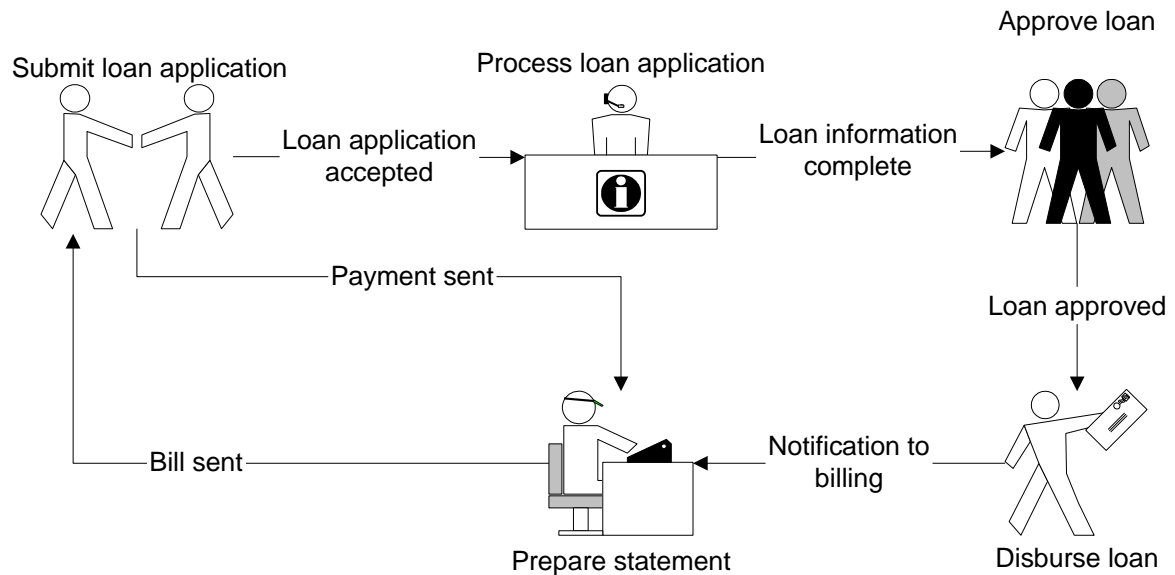 Approve loan
Submit loan application
Process loan application
Loan application
accepted
Loan information
complete
Payment sent
Loan approved
Bill sent
Notification to
billing
Prepare statement
Disburse loan